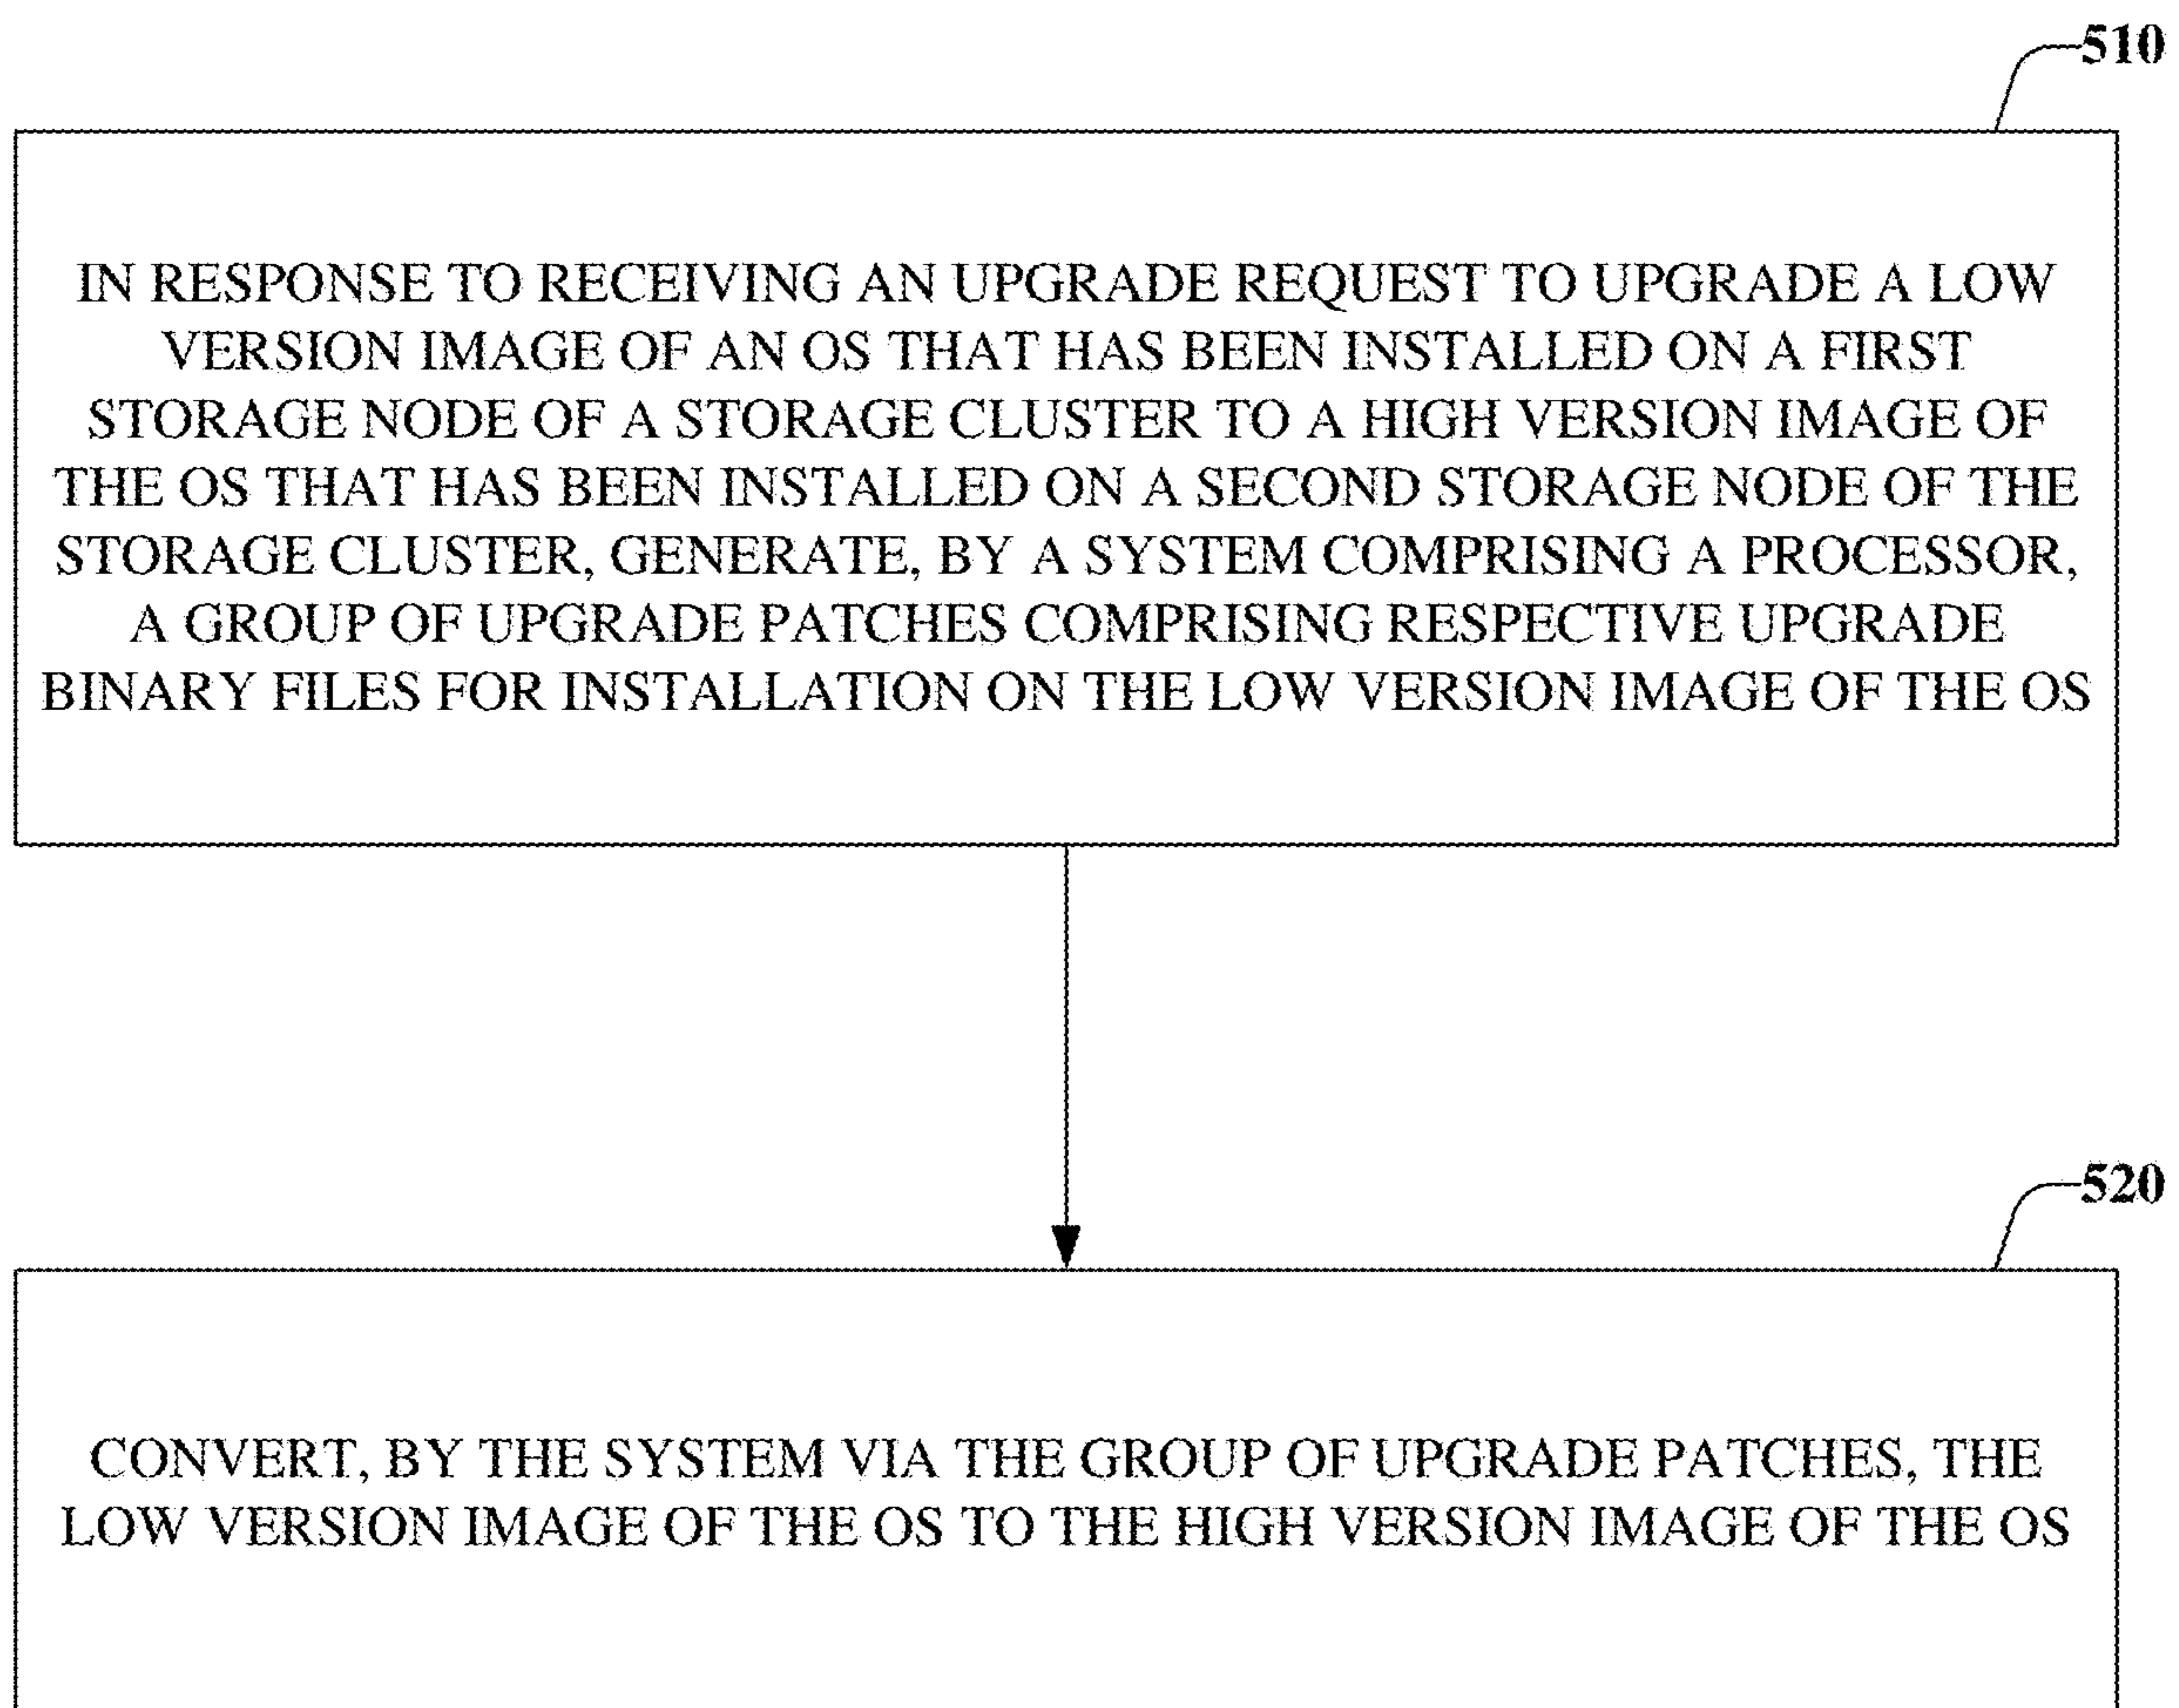 510
IN RESPONSE TO RECEIVING AN UPGRADE REQUEST TO UPGRADE A LOW
VERSION IMAGE OF AN OS THAT HAS BEEN INSTALLED ON A FIRST
STORAGE NODE OF A STORAGE CLUSTER TO A HIGH VERSION IMAGE OF
THE OS THAT HAS BEEN INSTALLED ON A SECOND STORAGE NODE OF THE
STORAGE CLUSTER, GENERATE, BY A SYSTEM COMPRISING A PROCESSOR,
A GROUP OF UPGRADE PATCHES COMPRISING RESPECTIVE UPGRADE
BINARY FILES FOR INSTALLATION ON THE LOW VERSION IMAGE OF THE OS
520
CONVERT, BY THE SYSTEM VIA THE GROUP OF UPGRADE PATCHES, THE
LOW VERSION IMAGE OF THE OS TO THE HIGH VERSION IMAGE OF THE OS